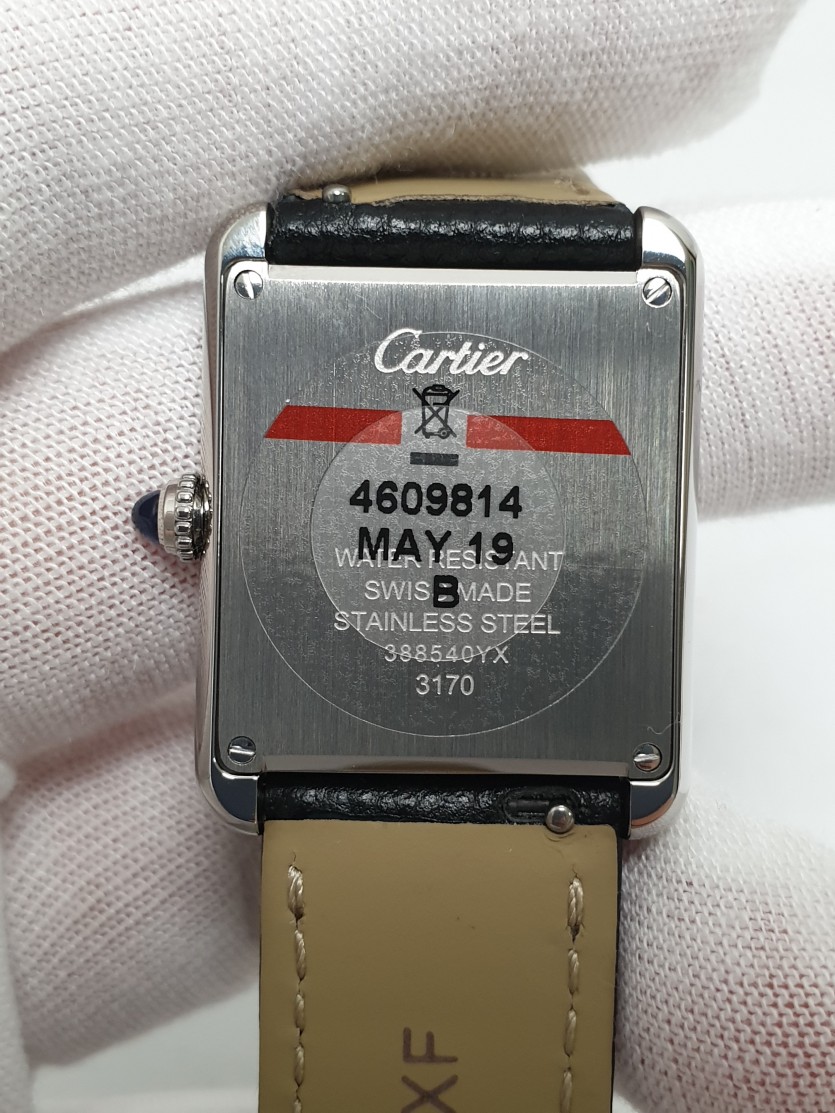 Cartier
4609814
MAY 19
WATER RESISTANT
SWISS MADE
B
STAINLESS STEEL
388540YX
3170
XF